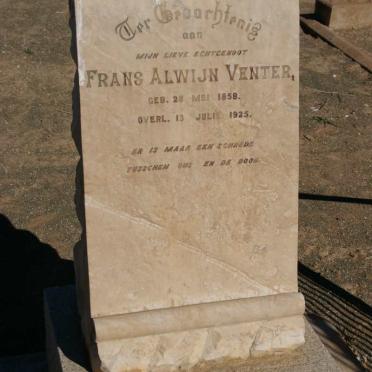 Ter Gedachtenis
aan
MIJN LIEVE ECHTGENOOT
FRANS ALWIJN VENTER,
GEB. 28 MEI 1858.
OVERL. 13 JULIE 1925.
ER IS MAAR EEN SCHREDE
TUSSCHEN ONS EN DE DOOD.